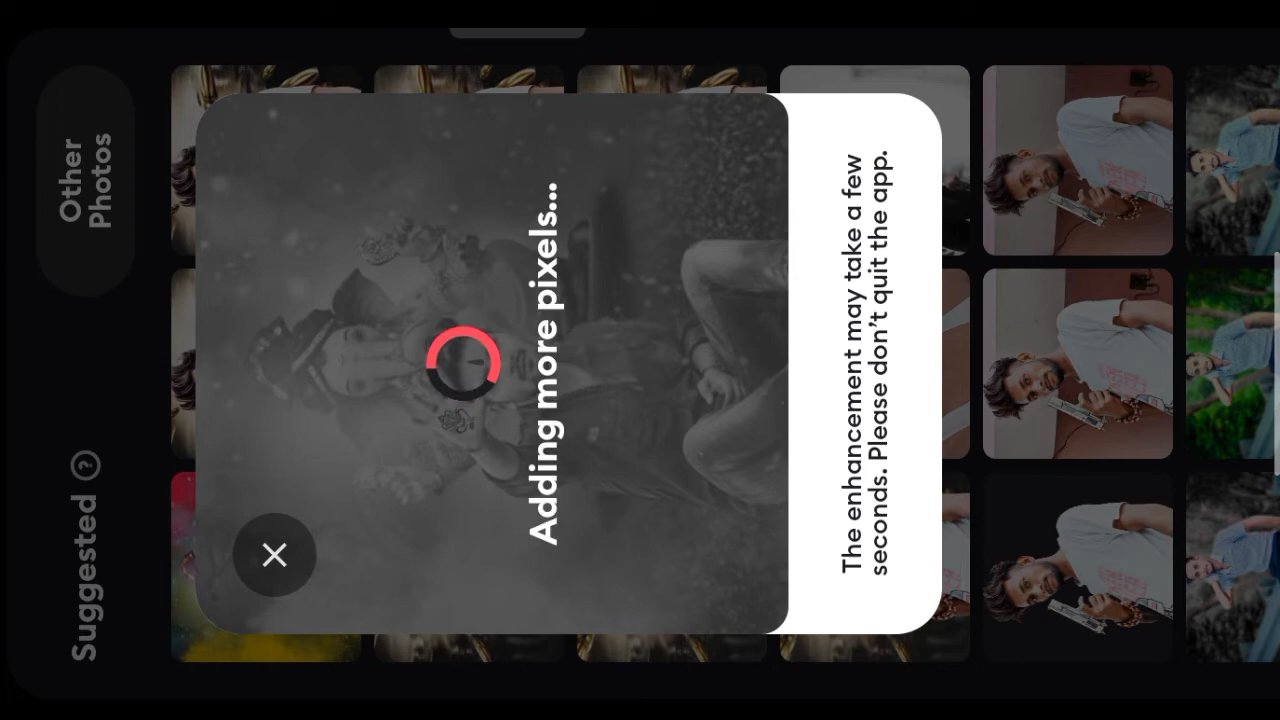 Suggested ?
Other
Photos
Adding more pixels...
The enhancement may take a few
seconds. Please don't quit the app.